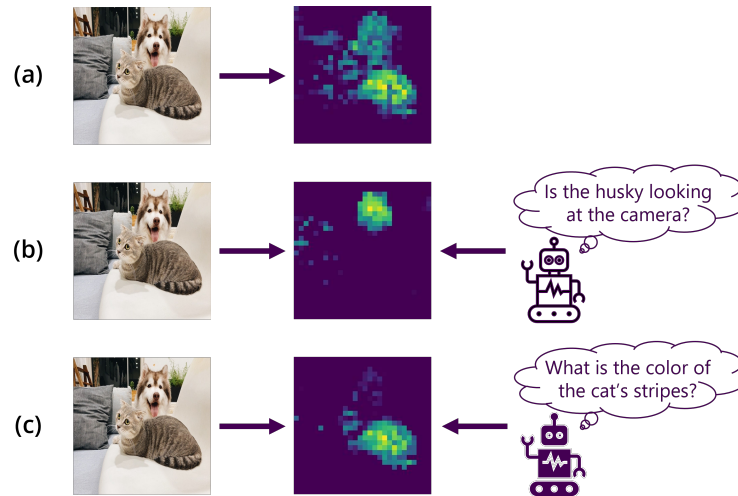 (a)
(b)
Is the husky looking
at the camera?
(c)
What is the color of
the cat's stripes?